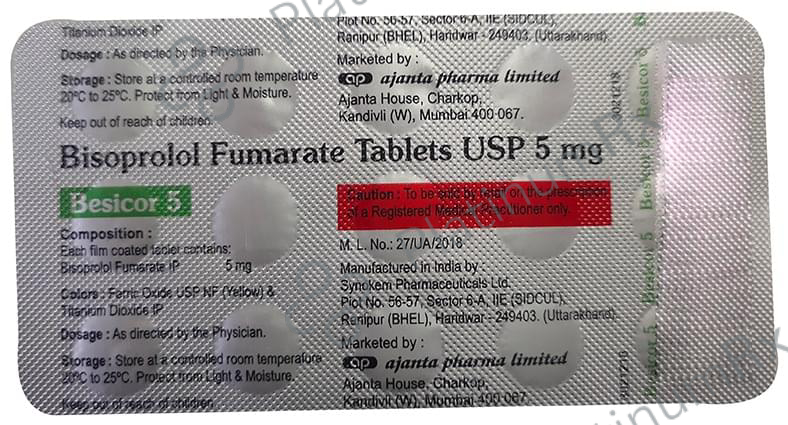 Titanium Dioxide IP
Dosage : As directed by the Physician.
Storage : Store at a controlled room temperature
20°C to 25°C. Protect from Light & Moisture.
Keep out of reach of children.
Plot No. 56-57, Sector 6-A, IIE (SIDCUL),
Ranipur (BHEL), Haridwar - 249403. (Uttarakhand).
Marketed by :
ap ajanta pharma limited
Ajanta House, Charkop,
Kandivli (W), Mumbai 400 067.
Bisoprolol Fumarate Tablets USP 5 mg
Besicor 5
Composition :
Each film coated tablet contains:
Bisoprolol Fumarate IP 5 mg
Colors : Ferric Oxide USP NF (Yellow) &
Titanium Dioxide IP
Dosage : As directed by the Physician.
Storage : Store at a controlled room temperature
20°C to 25°C. Protect from Light & Moisture.
Keep out of reach of children.
Caution : To be sold by retail on the prescription
of a Registered Medical Practitioner only.
M. L. No.: 27/UA/2018
Manufactured in India by :
Synokem Pharmaceuticals Ltd.
Plot No. 56-57, Sector 6-A, IIE (SIDCUL),
Ranipur (BHEL), Haridwar - 249403. (Uttarakhand).
Marketed by :
ap ajanta pharma limited
Ajanta House, Charkop,
Kandivli (W), Mumbai 400 067.
3021218
Besicor 5
Besicor 5
Besicor 5
Besicor 5